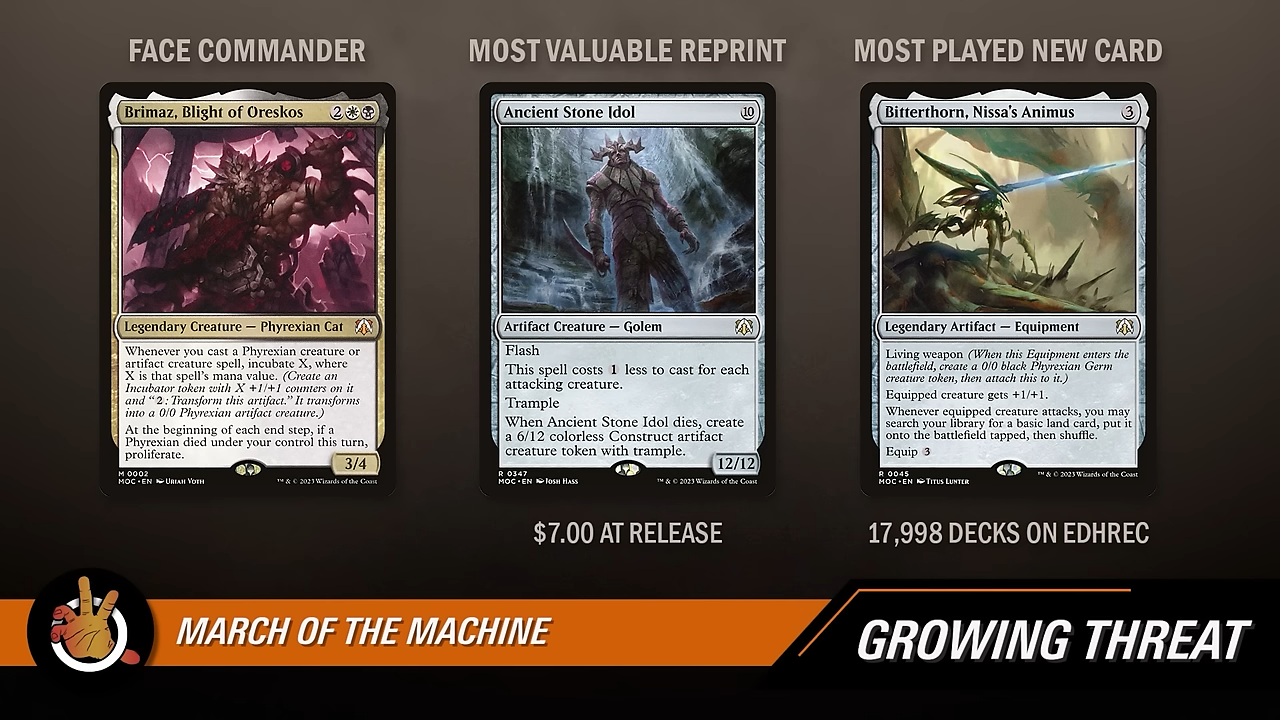 FACE COMMANDER
MOST VALUABLE REPRINT
MOST PLAYED NEW CARD
Brimaz, Blight of Oreskos 2
Legendary Creature — Phyrexian Cat
Whenever you cast a Phyrexian creature or
artifact creature spell, incubate X, where
X is that spell's mana value. (Create an
Incubator token with X +1/+1 counters on it
and "2: Transform this artifact." It transforms
into a 0/0 Phyrexian artifact creature.)
At the beginning of each end step, if a
Phyrexian died under your control this turn,
proliferate.
3/4
M 0002
MOC • EN Uriah Voth
™ & © 2023 Wizards of the Coast
Ancient Stone Idol 10
Artifact Creature — Golem
Flash
This spell costs 1 less to cast for each
attacking creature.
Trample
When Ancient Stone Idol dies, create
a 6/12 colorless Construct artifact
creature token with trample.
12/12
R 0347
MOC • EN Josh Hass
™ & © 2023 Wizards of the Coast
Bitterthorn, Nissa's Animus 3
Legendary Artifact — Equipment
Living weapon (When this Equipment enters the
battlefield, create a 0/0 black Phyrexian Germ
creature token, then attach this to it.)
Equipped creature gets +1/+1.
Whenever equipped creature attacks, you may
search your library for a basic land card, put it
onto the battlefield tapped, then shuffle.
Equip 3
R 0045
MOC • EN Titus Lunter
™ & © 2023 Wizards of the Coast
$7.00 AT RELEASE
17,998 DECKS ON EDHREC
MARCH OF THE MACHINE
GROWING THREAT